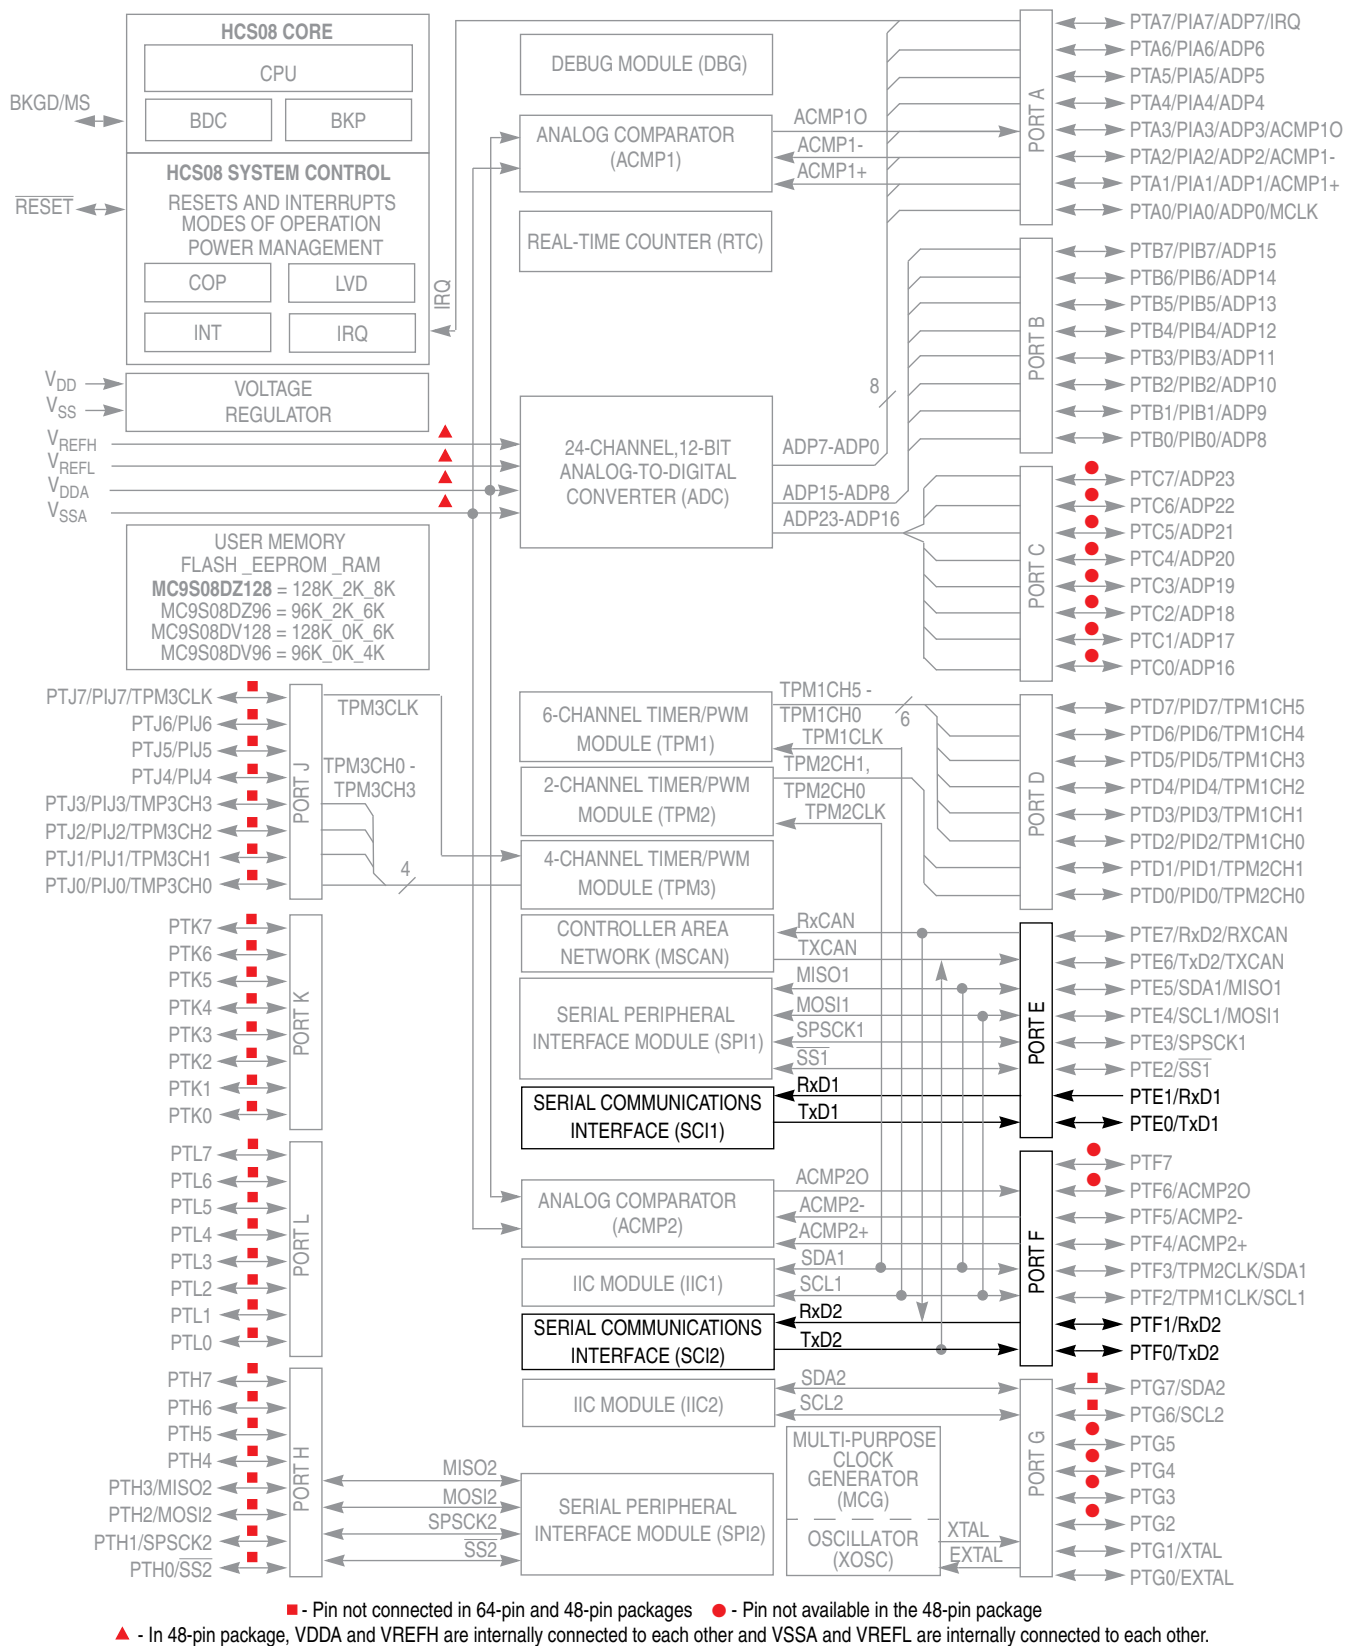 HCS08 CORE
CPU
BDC
BKP
BKGD/MS
HCS08 SYSTEM CONTROL
RESETS AND INTERRUPTS
MODES OF OPERATION
POWER MANAGEMENT
RESET
COP
LVD
INT
IRQ
IRQ
VDD
VSS
VOLTAGE
REGULATOR
VREFH
VREFL
VDDA
VSSA
USER MEMORY
FLASH _EEPROM _RAM
MC9S08DZ128 = 128K_2K_8K
MC9S08DZ96 = 96K_2K_6K
MC9S08DV128 = 128K_0K_6K
MC9S08DV96 = 96K_0K_4K
DEBUG MODULE (DBG)
ANALOG COMPARATOR
(ACMP1)
ACMP1O
ACMP1-
ACMP1+
REAL-TIME COUNTER (RTC)
24-CHANNEL,12-BIT
ANALOG-TO-DIGITAL
CONVERTER (ADC)
8
ADP7-ADP0
ADP15-ADP8
ADP23-ADP16
PORT A
PTA7/PIA7/ADP7/IRQ
PTA6/PIA6/ADP6
PTA5/PIA5/ADP5
PTA4/PIA4/ADP4
PTA3/PIA3/ADP3/ACMP1O
PTA2/PIA2/ADP2/ACMP1-
PTA1/PIA1/ADP1/ACMP1+
PTA0/PIA0/ADP0/MCLK
PORT B
PTB7/PIB7/ADP15
PTB6/PIB6/ADP14
PTB5/PIB5/ADP13
PTB4/PIB4/ADP12
PTB3/PIB3/ADP11
PTB2/PIB2/ADP10
PTB1/PIB1/ADP9
PTB0/PIB0/ADP8
PORT C
PTC7/ADP23
PTC6/ADP22
PTC5/ADP21
PTC4/ADP20
PTC3/ADP19
PTC2/ADP18
PTC1/ADP17
PTC0/ADP16
PTJ7/PIJ7/TPM3CLK
PTJ6/PIJ6
PTJ5/PIJ5
PTJ4/PIJ4
PTJ3/PIJ3/TMP3CH3
PTJ2/PIJ2/TPM3CH2
PTJ1/PIJ1/TPM3CH1
PTJ0/PIJ0/TMP3CH0
PORT J
TPM3CLK
TPM3CH0 -
TPM3CH3
4
6-CHANNEL TIMER/PWM
MODULE (TPM1)
TPM1CH5 -
TPM1CH0
6
TPM1CLK
2-CHANNEL TIMER/PWM
MODULE (TPM2)
TPM2CH1,
TPM2CH0
TPM2CLK
4-CHANNEL TIMER/PWM
MODULE (TPM3)
PORT D
PTD7/PID7/TPM1CH5
PTD6/PID6/TPM1CH4
PTD5/PID5/TPM1CH3
PTD4/PID4/TPM1CH2
PTD3/PID3/TPM1CH1
PTD2/PID2/TPM1CH0
PTD1/PID1/TPM2CH1
PTD0/PID0/TPM2CH0
PTK7
PTK6
PTK5
PTK4
PTK3
PTK2
PTK1
PTK0
PORT K
CONTROLLER AREA
NETWORK (MSCAN)
RxCAN
TXCAN
SERIAL PERIPHERAL
INTERFACE MODULE (SPI1)
MISO1
MOSI1
SPSCK1
SS1
SERIAL COMMUNICATIONS
INTERFACE (SCI1)
RxD1
TxD1
PORT E
PTE7/RxD2/RXCAN
PTE6/TxD2/TXCAN
PTE5/SDA1/MISO1
PTE4/SCL1/MOSI1
PTE3/SPSCK1
PTE2/SS1
PTE1/RxD1
PTE0/TxD1
PTL7
PTL6
PTL5
PTL4
PTL3
PTL2
PTL1
PTL0
PORT L
ANALOG COMPARATOR
(ACMP2)
ACMP2O
ACMP2-
ACMP2+
IIC MODULE (IIC1)
SDA1
SCL1
SERIAL COMMUNICATIONS
INTERFACE (SCI2)
RxD2
TxD2
PORT F
PTF7
PTF6/ACMP2O
PTF5/ACMP2-
PTF4/ACMP2+
PTF3/TPM2CLK/SDA1
PTF2/TPM1CLK/SCL1
PTF1/RxD2
PTF0/TxD2
PTH7
PTH6
PTH5
PTH4
PTH3/MISO2
PTH2/MOSI2
PTH1/SPSCK2
PTH0/SS2
PORT H
MISO2
MOSI2
SPSCK2
SS2
IIC MODULE (IIC2)
SDA2
SCL2
SERIAL PERIPHERAL
INTERFACE MODULE (SPI2)
MULTI-PURPOSE
CLOCK
GENERATOR
(MCG)
OSCILLATOR
(XOSC)
XTAL
EXTAL
PORT G
PTG7/SDA2
PTG6/SCL2
PTG5
PTG4
PTG3
PTG2
PTG1/XTAL
PTG0/EXTAL
- Pin not connected in 64-pin and 48-pin packages
- Pin not available in the 48-pin package
- In 48-pin package, VDDA and VREFH are internally connected to each other and VSSA and VREFL are internally connected to each other.